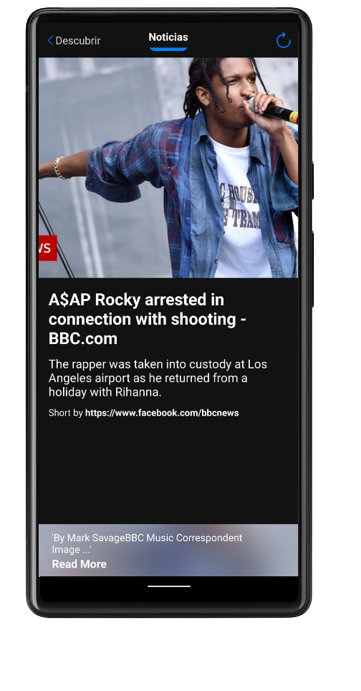 Descubrir
Noticias
WS
A$AP Rocky arrested in
connection with shooting -
BBC.com
The rapper was taken into custody at Los
Angeles airport as he returned from a
holiday with Rihanna.
Short by https://www.facebook.com/bbcnews
'By Mark SavageBBC Music Correspondent
Image ...'
Read More